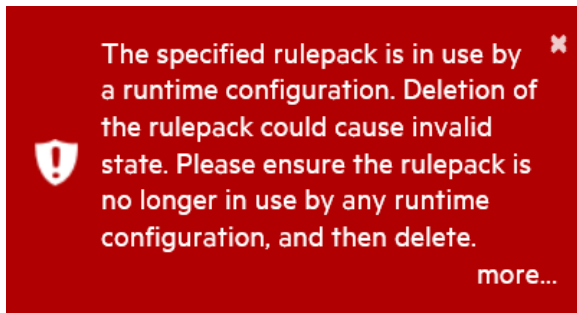 The specified rulepack is in use by
a runtime configuration. Deletion of
the rulepack could cause invalid
state. Please ensure the rulepack is
no longer in use by any runtime
configuration, and then delete.
more...